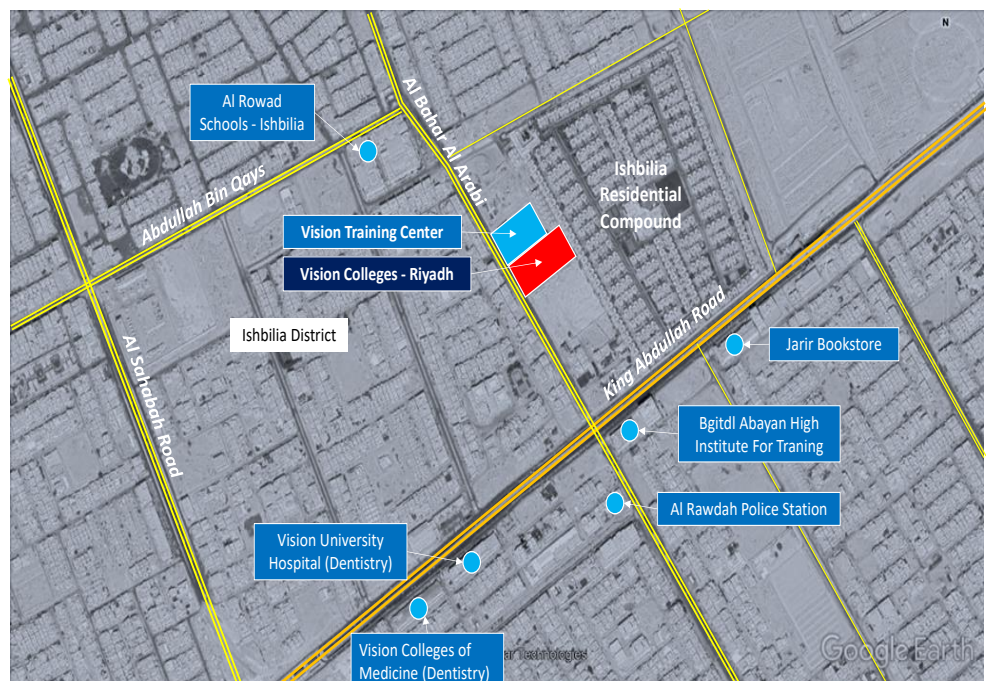 N
Al Rowad
Schools - Ishbilia
Al Bahar Al Arabi
Abdullah Bin Qays
Ishbilia
Residential
Compound
Vision Training Center
Vision Colleges - Riyadh
Ishbilia District
Al Sahabah Road
King Abdullah Road
Jarir Bookstore
Bgitdl Abayan High
Institute For Traning
Al Rawdah Police Station
Vision University
Hospital (Dentistry)
Vision Colleges of
Medicine (Dentistry)
ar Technologies
Google Earth